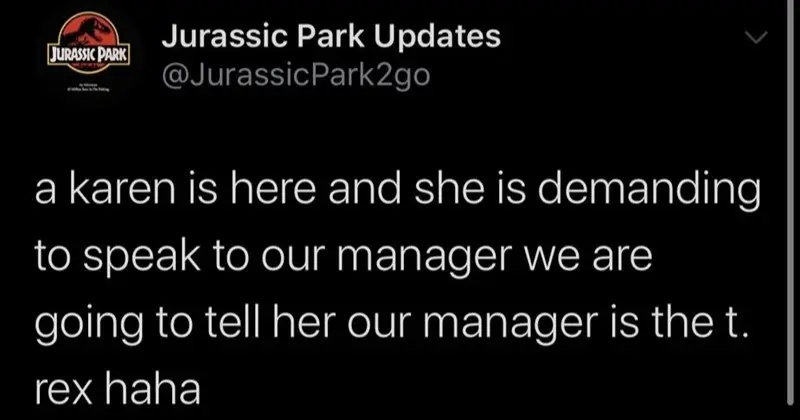 JURASSIC PARK
Jurassic Park Updates
@JurassicPark2go
a karen is here and she is demanding
to speak to our manager we are
going to tell her our manager is the t.
rex haha